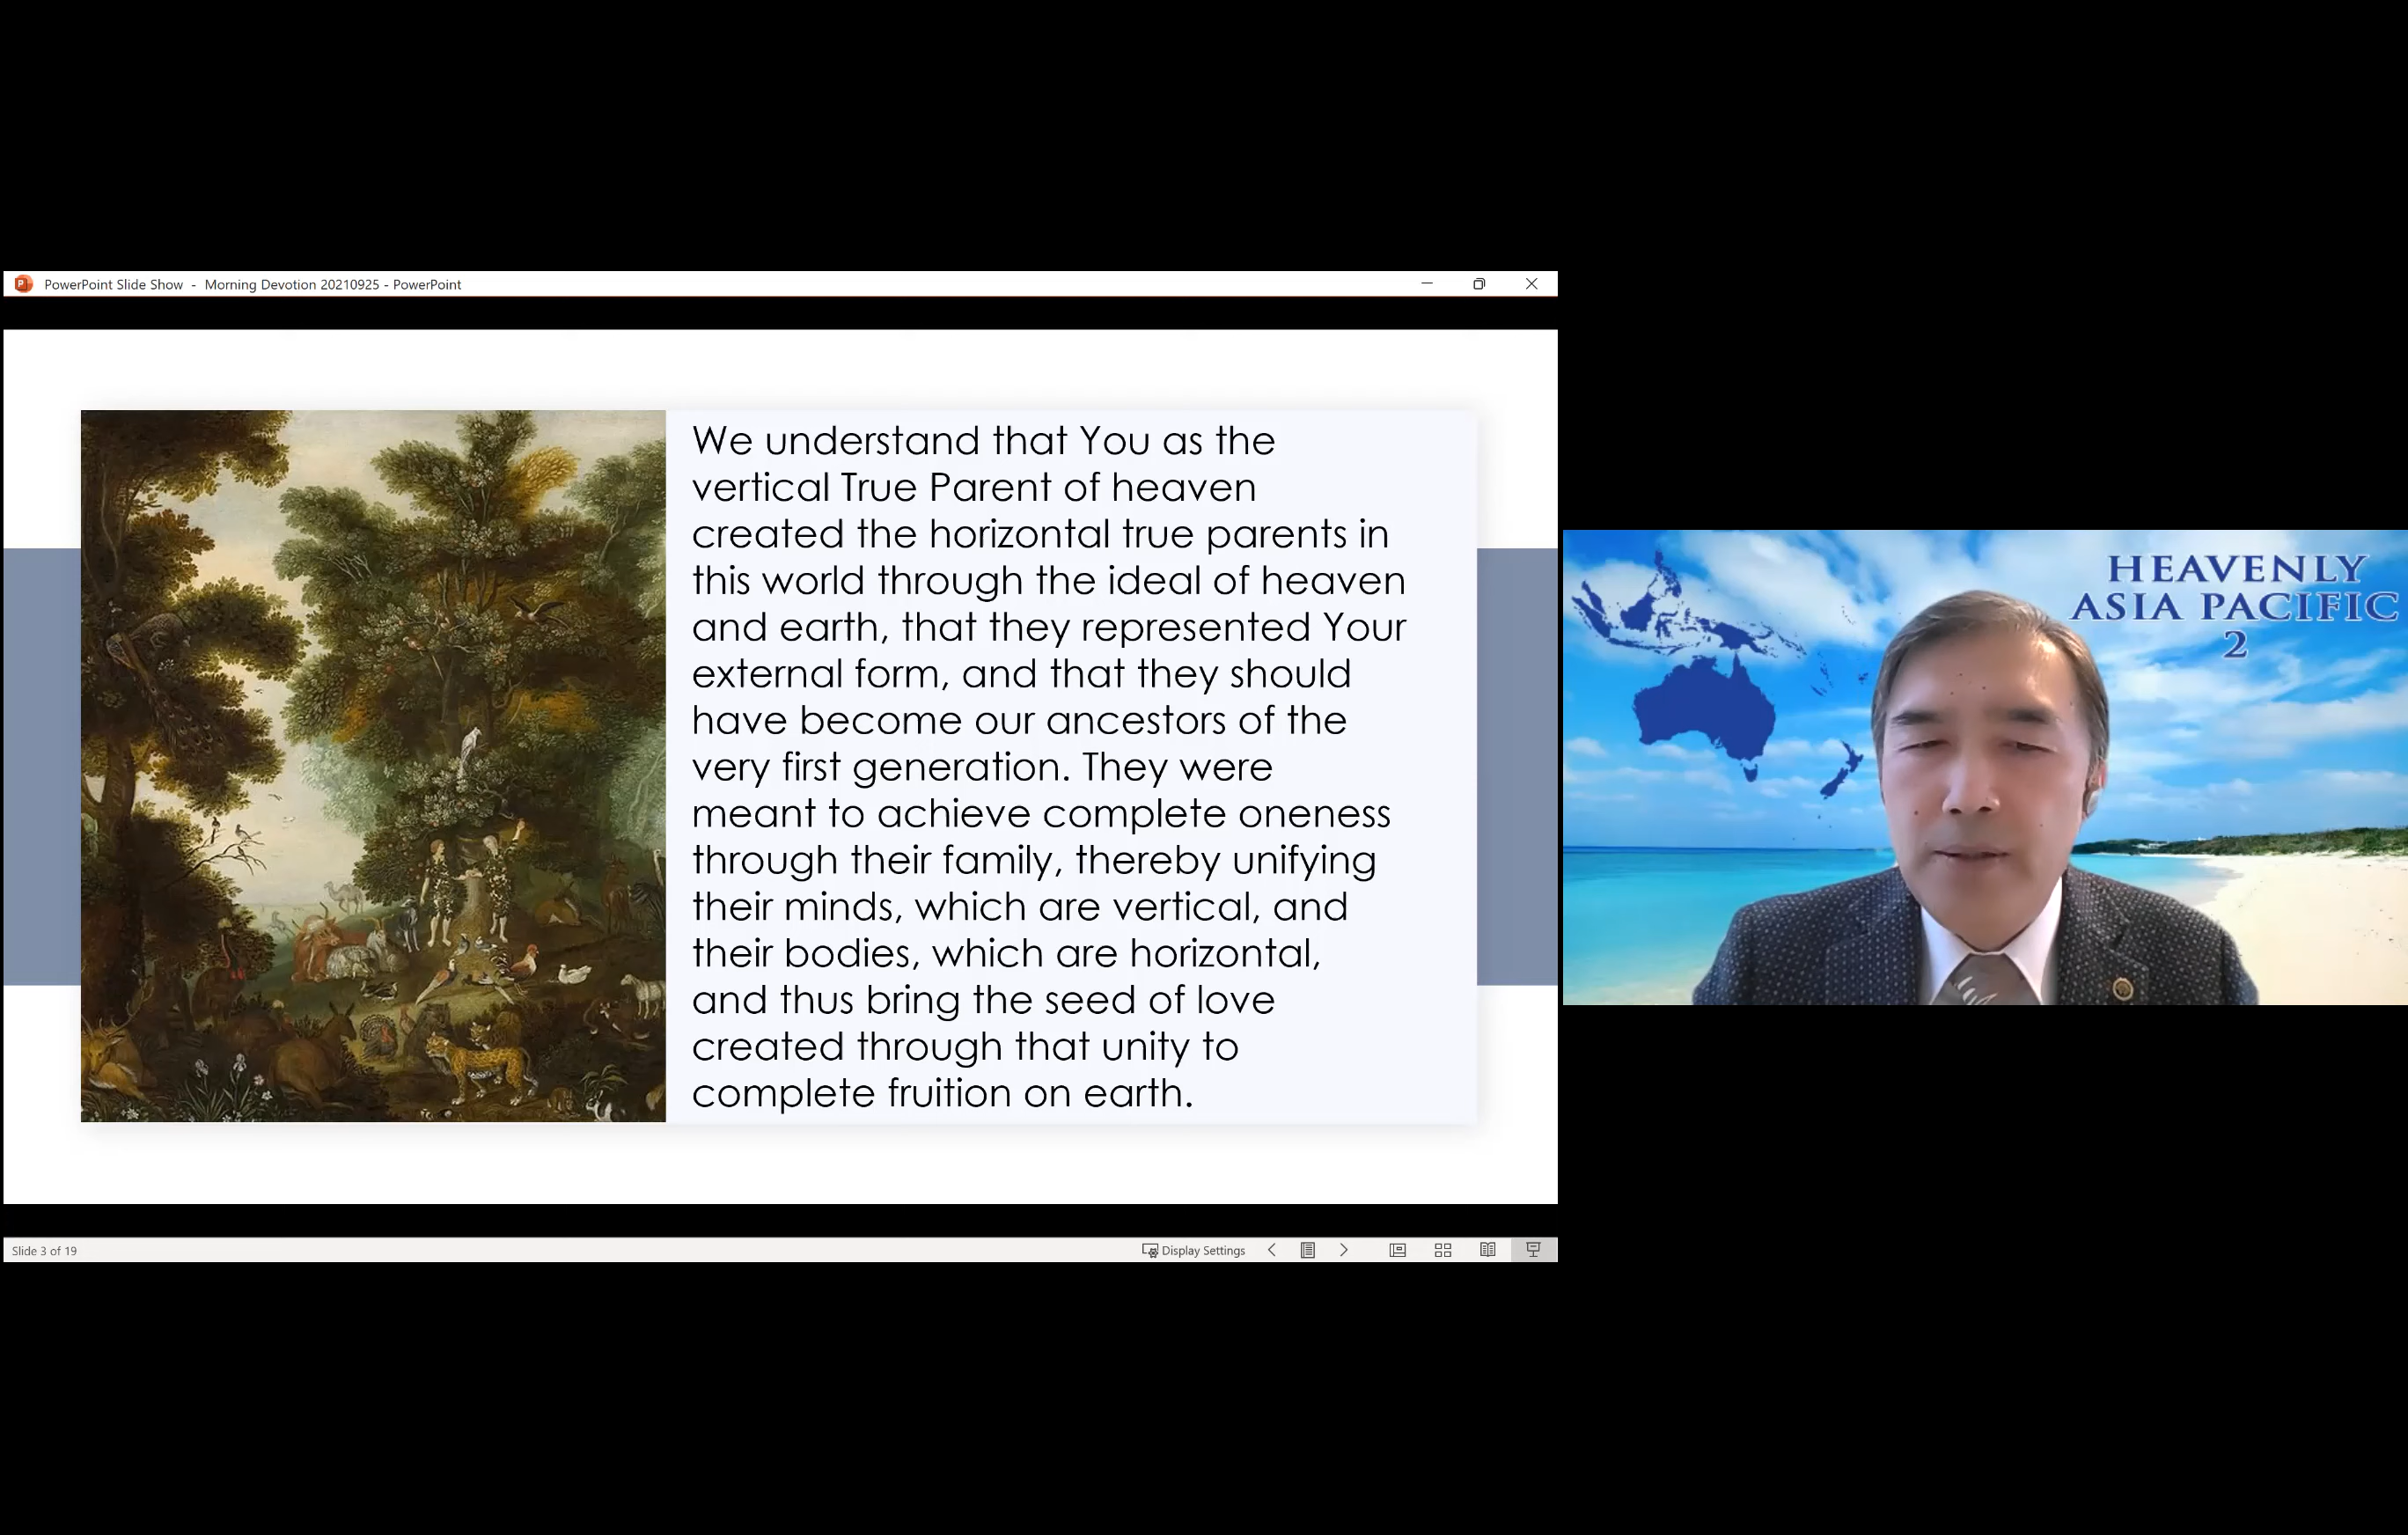 PowerPoint Slide Show - Morning Devotion 20210925 - PowerPoint
We understand that You as the
vertical True Parent of heaven
created the horizontal true parents in
this world through the ideal of heaven
and earth, that they represented Your
external form, and that they should
have become our ancestors of the
very first generation. They were
meant to achieve complete oneness
through their family, thereby unifying
their minds, which are vertical, and
their bodies, which are horizontal,
and thus bring the seed of love
created through that unity to
complete fruition on earth.
HEAVENLY
ASIA PACIFIC
2
Slide 3 of 19
Display Settings